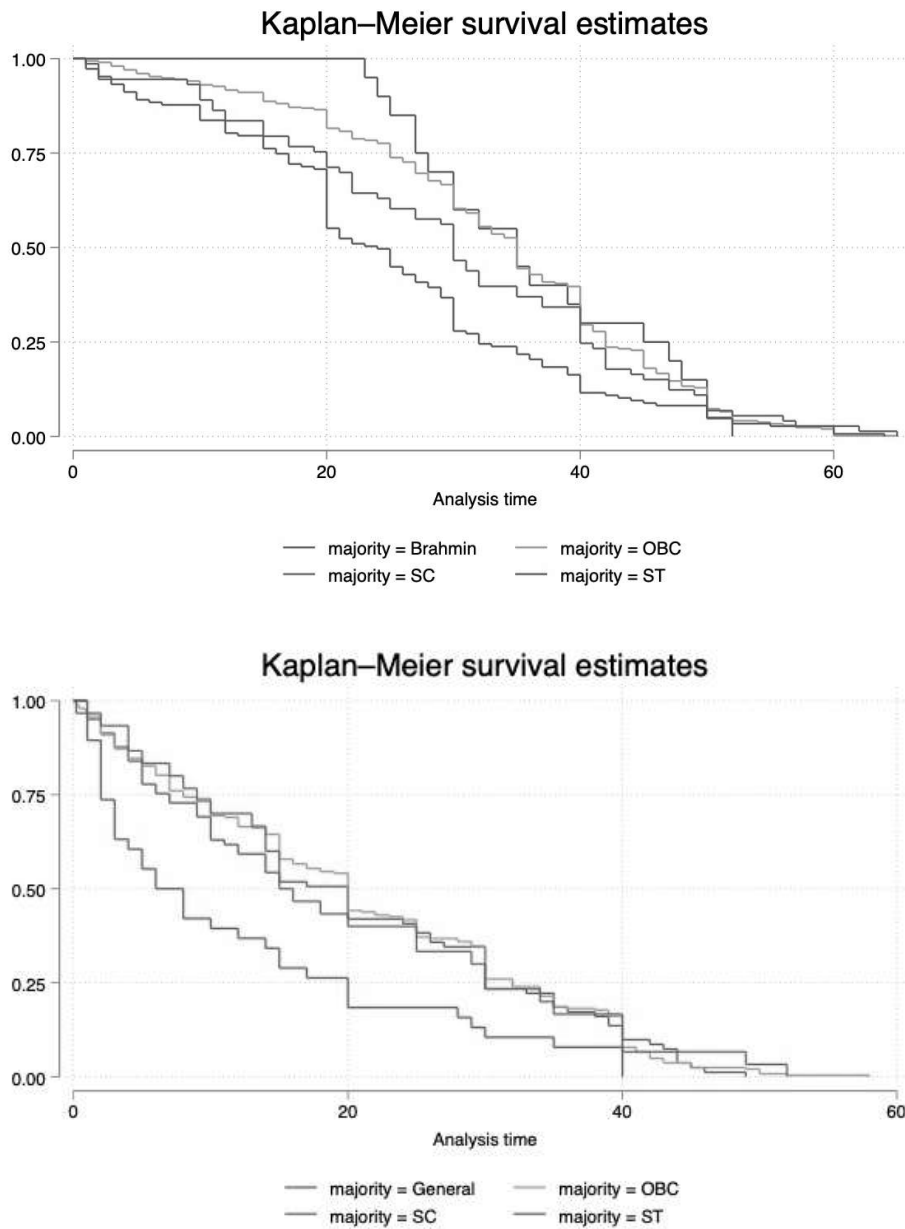 Kaplan–Meier survival estimates
1.00
0.75
0.50
0.25
0.00
0 20 40 60
Analysis time
majority = Brahmin majority = OBC
majority = SC majority = ST
Kaplan–Meier survival estimates
1.00
0.75
0.50
0.25
0.00
0 20 40 60
Analysis time
majority = General majority = OBC
majority = SC majority = ST